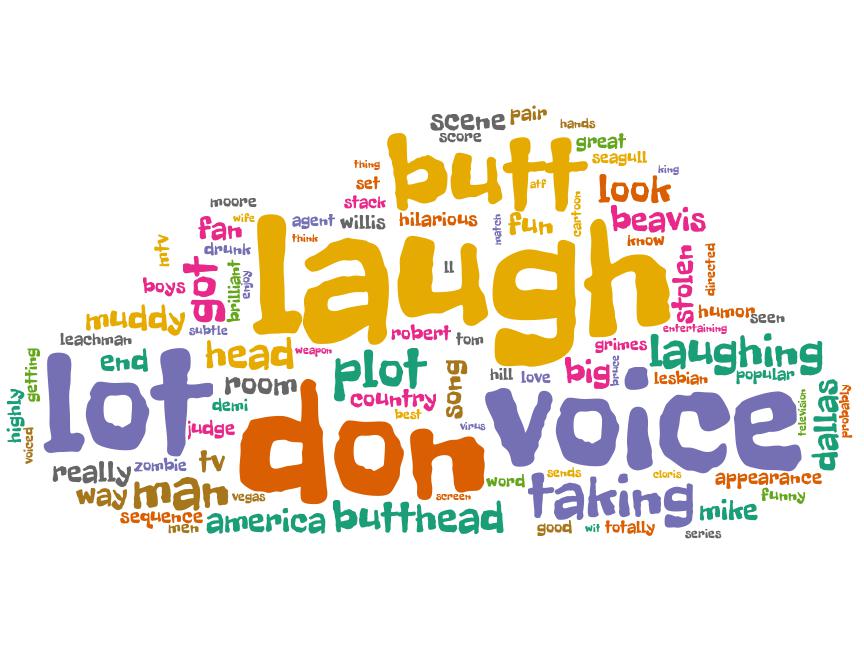 scene pair hands
score
butt
great
seagull
thing
king
set
atf
look
stack
cartoon
moore
wife
fan
agent
willis
hilarious
match
fun
beavis
think
know
mtv
drunk
laugh
ll
stolen
directed
got
brilliant
enjoy
boys
muddy
subtle
humor
seen
entertaining
leachman
robert
tom
grimes
laughing
getting
end
head
weapon
plot
hill
love
big
bruce
lesbian
popular
lot
room
country
song
demi
best
highly
judge
don
virus
voice
television
dallas
probably
voiced
really
zombie
tv
way
man
vegas
screen
word
sends
cloris
appearance
taking
funny
sequence
men
america
butthead
good
wit
totally
mike
series